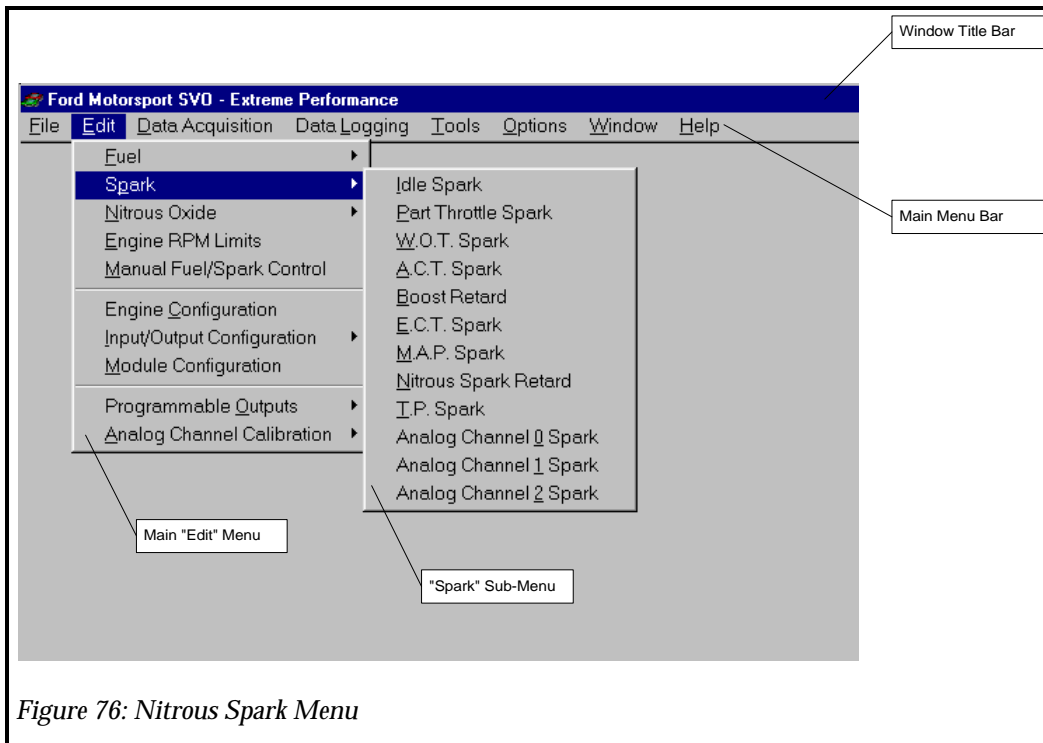 Window Title Bar
Ford Motorsport SVO - Extreme Performance
File Edit Data Acquisition Data Logging Tools Options Window Help
Main Menu Bar
Fuel
Spark
Nitrous Oxide
Engine RPM Limits
Manual Fuel/Spark Control
Engine Configuration
Input/Output Configuration
Module Configuration
Programmable Outputs
Analog Channel Calibration
Idle Spark
Part Throttle Spark
W.O.T. Spark
A.C.T. Spark
Boost Retard
E.C.T. Spark
M.A.P. Spark
Nitrous Spark Retard
T.P. Spark
Analog Channel 0 Spark
Analog Channel 1 Spark
Analog Channel 2 Spark
Main "Edit" Menu
"Spark" Sub-Menu
Figure 76: Nitrous Spark Menu